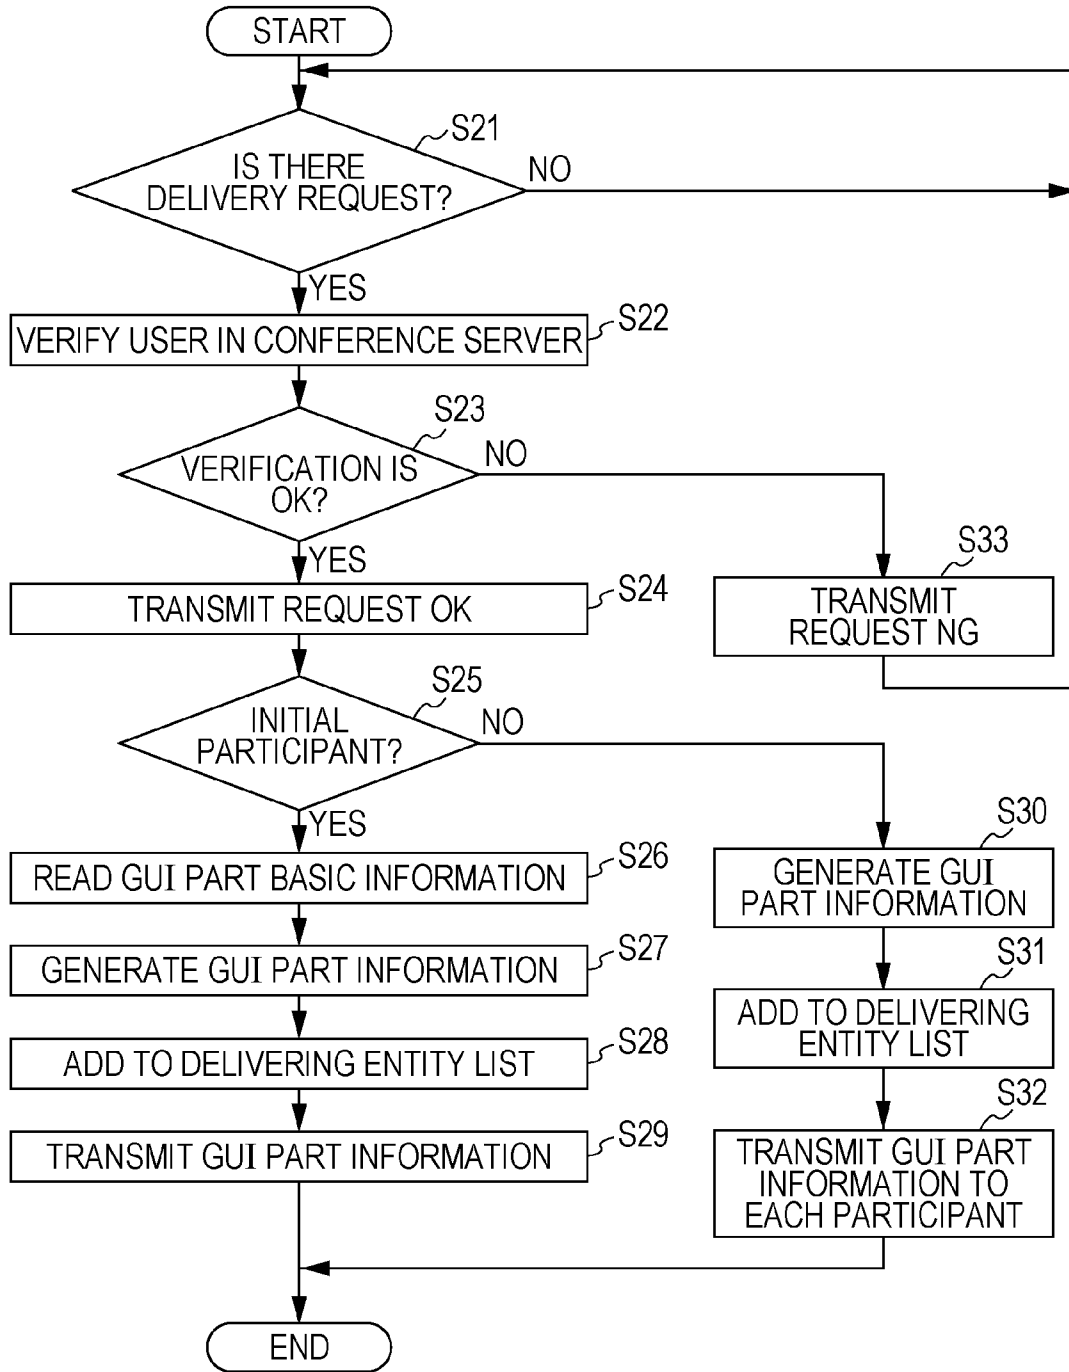 START
S21
IS THERE
DELIVERY REQUEST?
NO
YES
S22
VERIFY USER IN CONFERENCE SERVER
S23
VERIFICATION IS
OK?
NO
YES
S24
TRANSMIT REQUEST OK
S33
TRANSMIT
REQUEST NG
S25
INITIAL
PARTICIPANT?
NO
YES
S26
READ GUI PART BASIC INFORMATION
S27
GENERATE GUI PART INFORMATION
S28
ADD TO DELIVERING ENTITY LIST
S29
TRANSMIT GUI PART INFORMATION
S30
GENERATE GUI
PART INFORMATION
S31
ADD TO DELIVERING
ENTITY LIST
S32
TRANSMIT GUI PART
INFORMATION TO
EACH PARTICIPANT
END